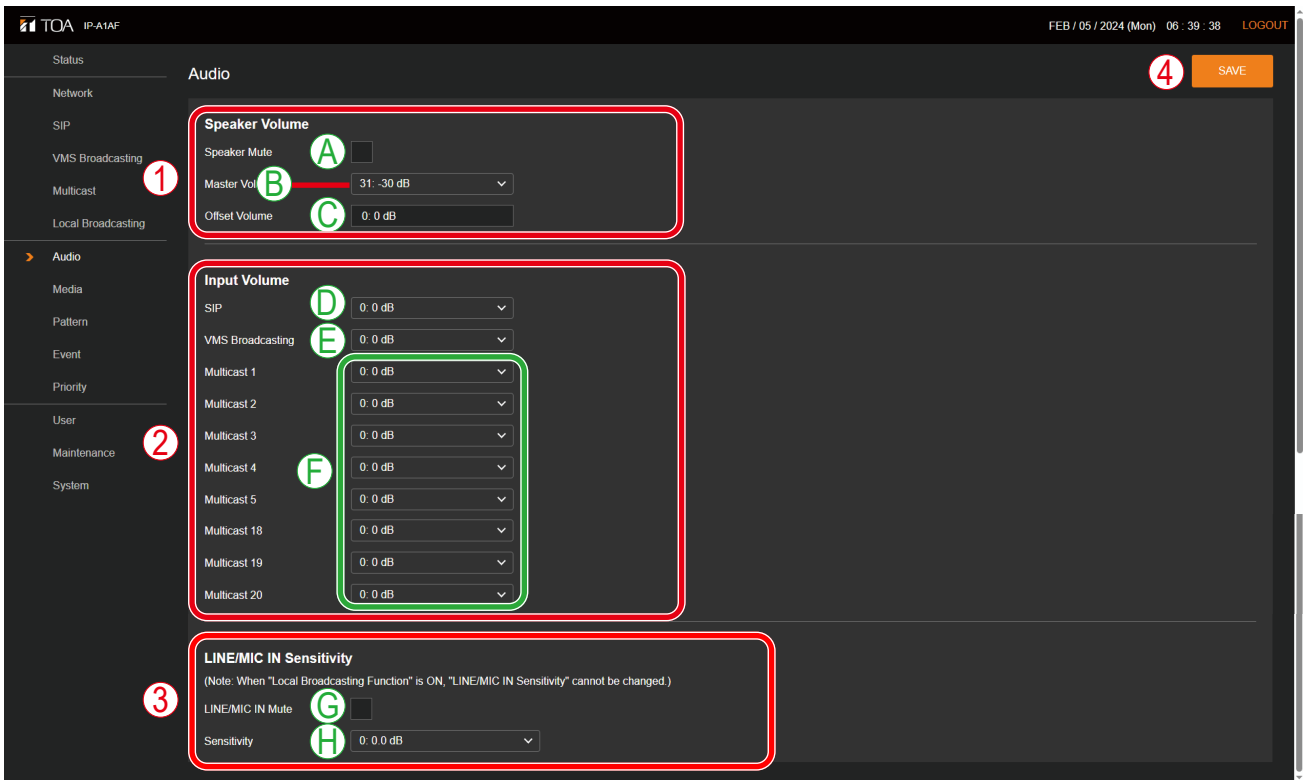 TOA IP-A1AF FEB / 05 / 2024 (Mon) 06 : 39 : 38 LOGOUT
Status
Network
SIP
VMS Broadcasting
Multicast
Local Broadcasting
Audio
Media
Pattern
Event
Priority
User
Maintenance
System
1
2
3
Audio
4 SAVE
Speaker Volume
Speaker Mute A
Master Vol B 31: -30 dB
Offset Volume C 0: 0 dB
Input Volume
SIP D 0: 0 dB
VMS Broadcasting E 0: 0 dB
Multicast 1 0: 0 dB
Multicast 2 0: 0 dB
Multicast 3 0: 0 dB
Multicast 4 F 0: 0 dB
Multicast 5 0: 0 dB
Multicast 18 0: 0 dB
Multicast 19 0: 0 dB
Multicast 20 0: 0 dB
LINE/MIC IN Sensitivity
(Note: When "Local Broadcasting Function" is ON, "LINE/MIC IN Sensitivity" cannot be changed.)
LINE/MIC IN Mute G
Sensitivity H 0: 0.0 dB